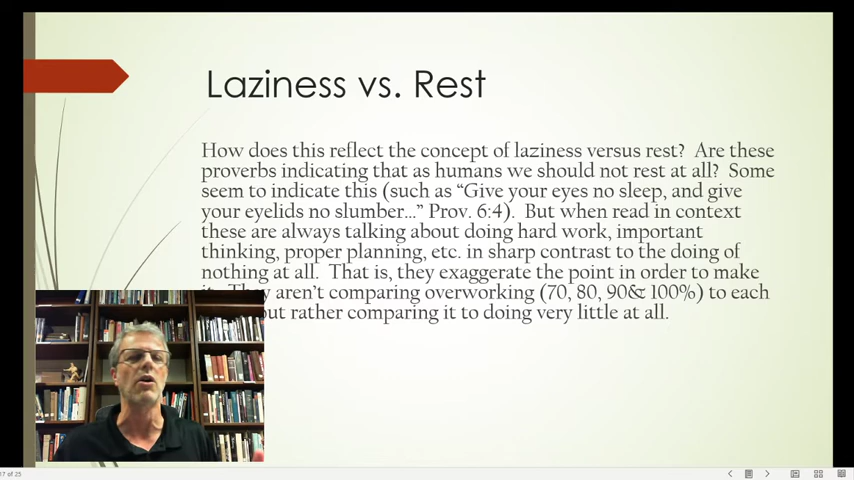 Laziness vs. Rest
How does this reflect the concept of laziness versus rest? Are these
proverbs indicating that as humans we should not rest at all? Some
seem to indicate this (such as “Give your eyes no sleep, and give
your eyelids no slumber...” Prov. 6:4). But when read in context
these are always talking about doing hard work, important
thinking, proper planning, etc. in sharp contrast to the doing of
nothing at all. That is, they exaggerate the point in order to make
They aren’t comparing overworking (70, 80, 90& 100%) to each
but rather comparing it to doing very little at all.
17 of 25